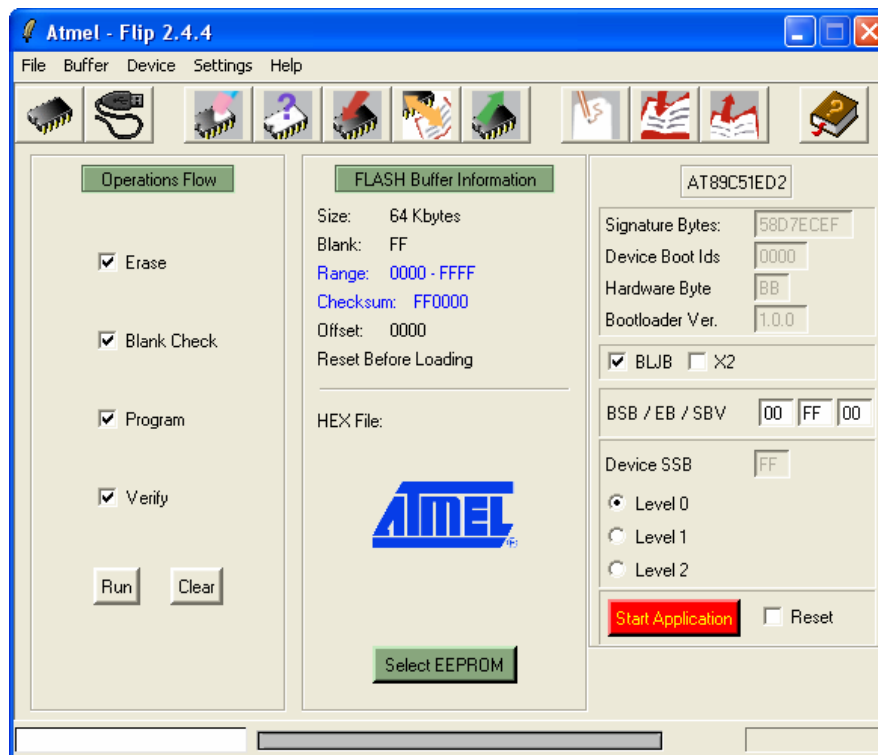 Atmel - Flip 2.4.4
File Buffer Device Settings Help
Operations Flow
Erase
Blank Check
Program
Verify
Run Clear
FLASH Buffer Information
Size: 64 Kbytes
Blank: FF
Range: 0000 - FFFF
Checksum: FF0000
Offset: 0000
Reset Before Loading
HEX File:
ATMEL ®
Select EEPROM
AT89C51ED2
Signature Bytes: 58D7ECEF
Device Boot Ids 0000
Hardware Byte BB
Bootloader Ver. 1.0.0
BLJB X2
BSB / EB / SBV 00 FF 00
Device SSB FF
Level 0
Level 1
Level 2
Start Application Reset